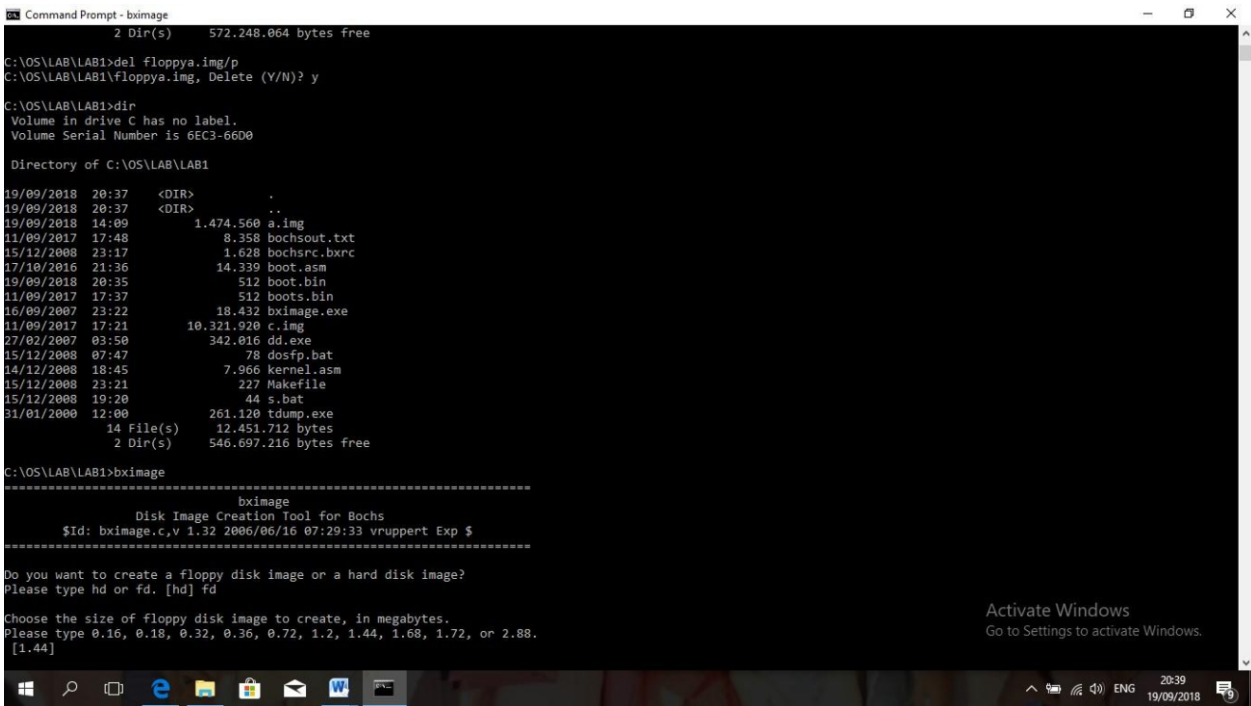 Command Prompt - bximage
2 Dir(s) 572.248.064 bytes free
C:\OS\LAB\LAB1>del floppya.img/p
C:\OS\LAB\LAB1\floppya.img, Delete (Y/N)? y
C:\OS\LAB\LAB1>dir
Volume in drive C has no label.
Volume Serial Number is 6EC3-66D0
Directory of C:\OS\LAB\LAB1
19/09/2018 20:37 <DIR> .
19/09/2018 20:37 <DIR> ..
19/09/2018 14:09 1.474.560 a.img
11/09/2017 17:48 8.358 bochsout.txt
15/12/2008 23:17 1.628 bochsrc.bxrc
17/10/2016 21:36 14.339 boot.asm
19/09/2018 20:35 512 boot.bin
11/09/2017 17:37 512 boots.bin
16/09/2007 23:22 18.432 bximage.exe
11/09/2017 17:21 10.321.920 c.img
27/02/2007 03:50 342.016 dd.exe
15/12/2008 07:47 78 dosfp.bat
14/12/2008 18:45 7.966 kernel.asm
15/12/2008 23:21 227 Makefile
15/12/2008 19:20 44 s.bat
31/01/2000 12:00 261.120 tdump.exe
14 File(s) 12.451.712 bytes
2 Dir(s) 546.697.216 bytes free
C:\OS\LAB\LAB1>bximage
========================================================================
bximage
Disk Image Creation Tool for Bochs
$Id: bximage.c,v 1.32 2006/06/16 07:29:33 vruppert Exp $
========================================================================
Do you want to create a floppy disk image or a hard disk image?
Please type hd or fd. [hd] fd
Choose the size of floppy disk image to create, in megabytes.
Please type 0.16, 0.18, 0.32, 0.36, 0.72, 1.2, 1.44, 1.68, 1.72, or 2.88.
[1.44]
Activate Windows
Go to Settings to activate Windows.
ENG
20:39
19/09/2018
9